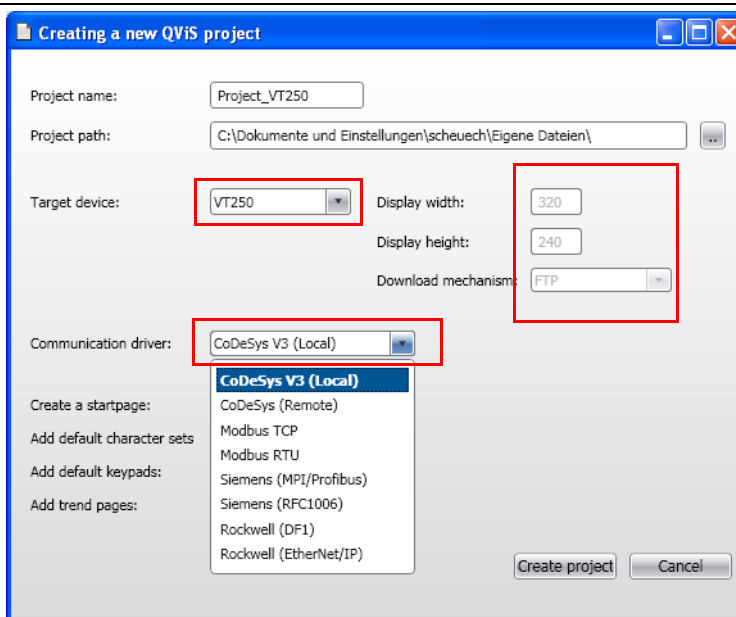 Creating a new QViS project
Project name: Project_VT250
Project path: C:\Dokumente und Einstellungen\scheuech\Eigene Dateien\ ..
Target device: VT250 Display width: 320
Display height: 240
Download mechanism: FTP
Communication driver: CoDeSys V3 (Local)
CoDeSys V3 (Local)
Create a startpage: CoDeSys (Remote)
Add default character sets Modbus TCP
Modbus RTU
Add default keypads: Siemens (MPI/Profibus)
Add trend pages: Siemens (RFC1006)
Rockwell (DF1)
Rockwell (EtherNet/IP)
Create project Cancel